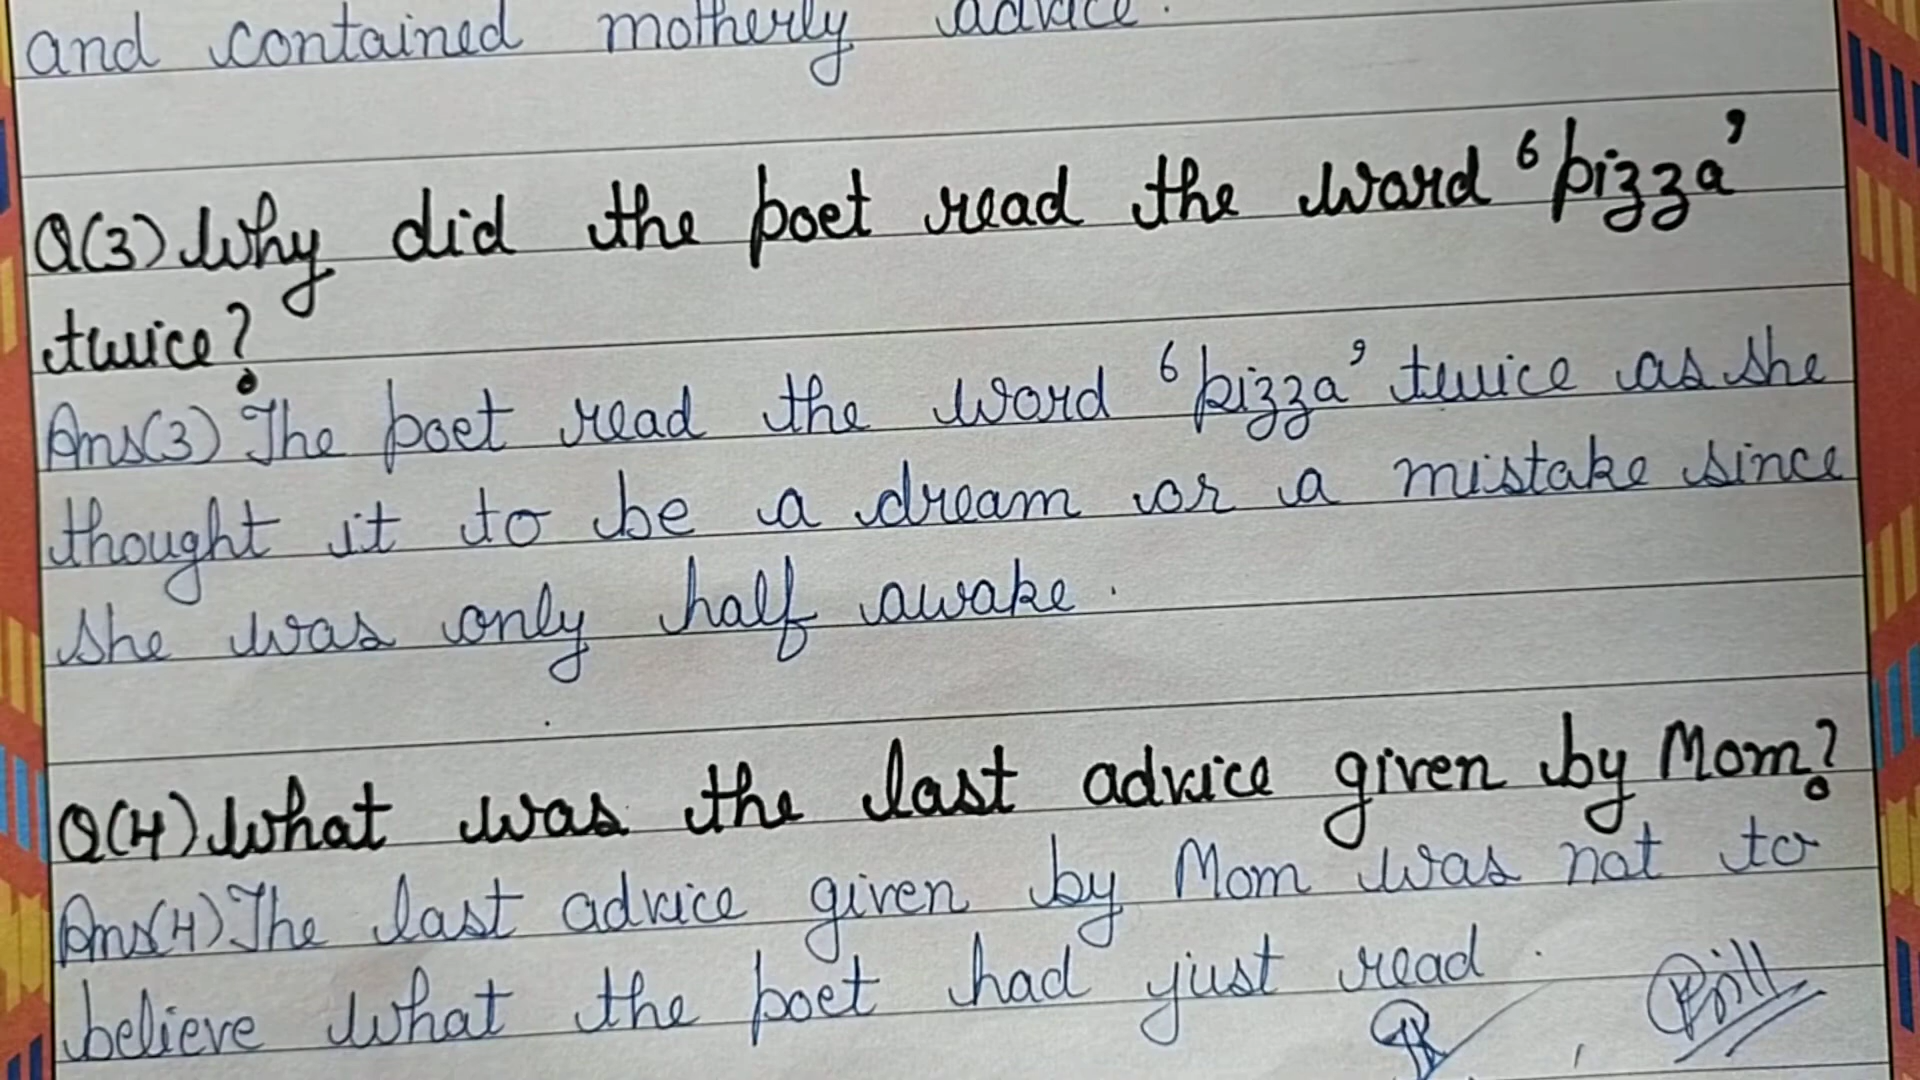 and contained motherly advice.
Q(3) Why did the poet read the word 'pizza'
twice?
Ans(3) The poet read the word 'pizza' twice as she
thought it to be a dream or a mistake since
she was only half awake.
Q(4) What was the last advice given by Mom?
Ans(4) The last advice given by Mom was not to
believe what the poet had just read.